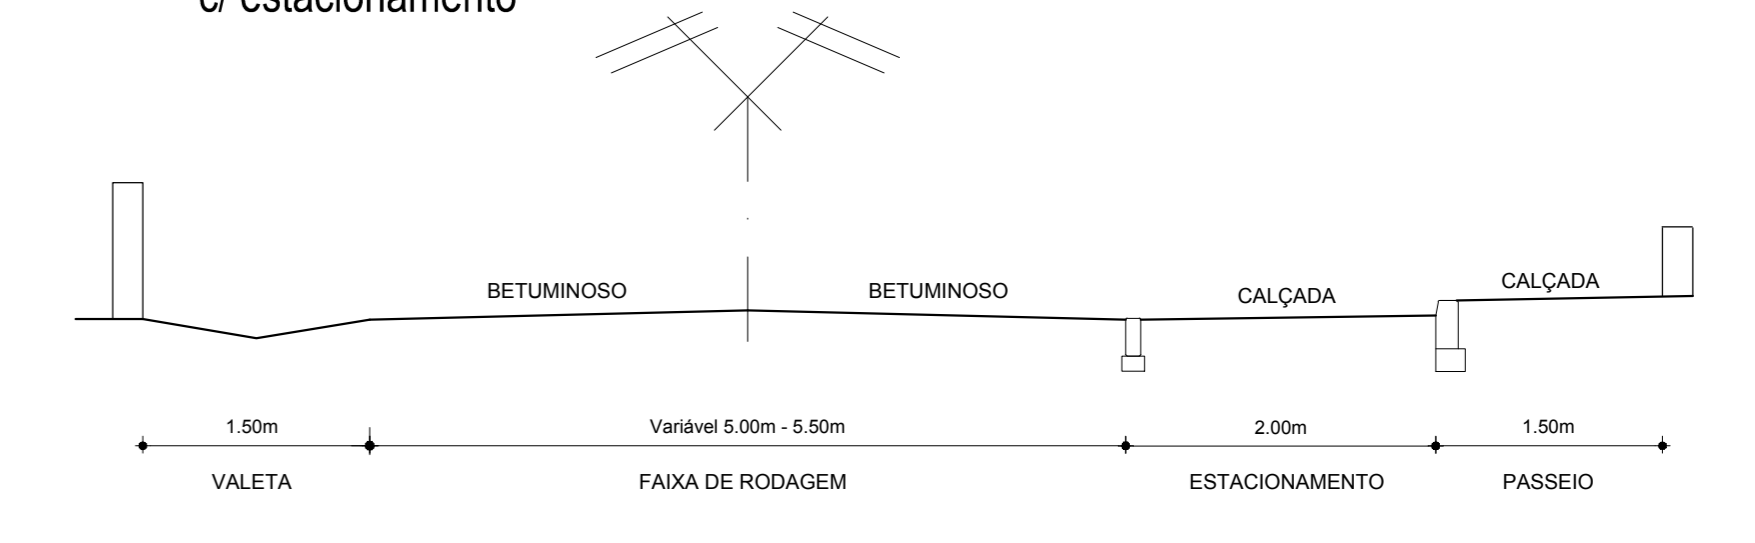 c/ estacionamento
BETUMINOSO
BETUMINOSO
CALÇADA
CALÇADA
1.50m
Variável 5.00m - 5.50m
2.00m
1.50m
VALETA
FAIXA DE RODAGEM
ESTACIONAMENTO
PASSEIO